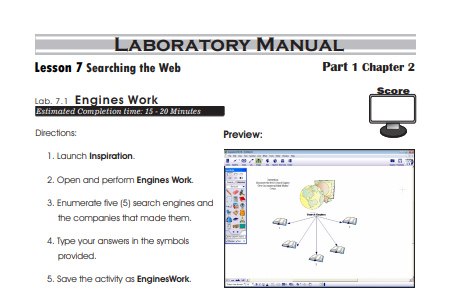 LABORATORY MANUAL
Lesson 7 Searching the Web
Part 1 Chapter 2
Score
Lab. 7.1 Engines Work
Estimated Completion time: 15 - 20 Minutes
Directions:
Preview:
1. Launch Inspiration.
2. Open and perform Engines Work.
3. Enumerate five (5) search engines and
the companies that made them.
4. Type your answers in the symbols
provided.
5. Save the activity as EnginesWork.